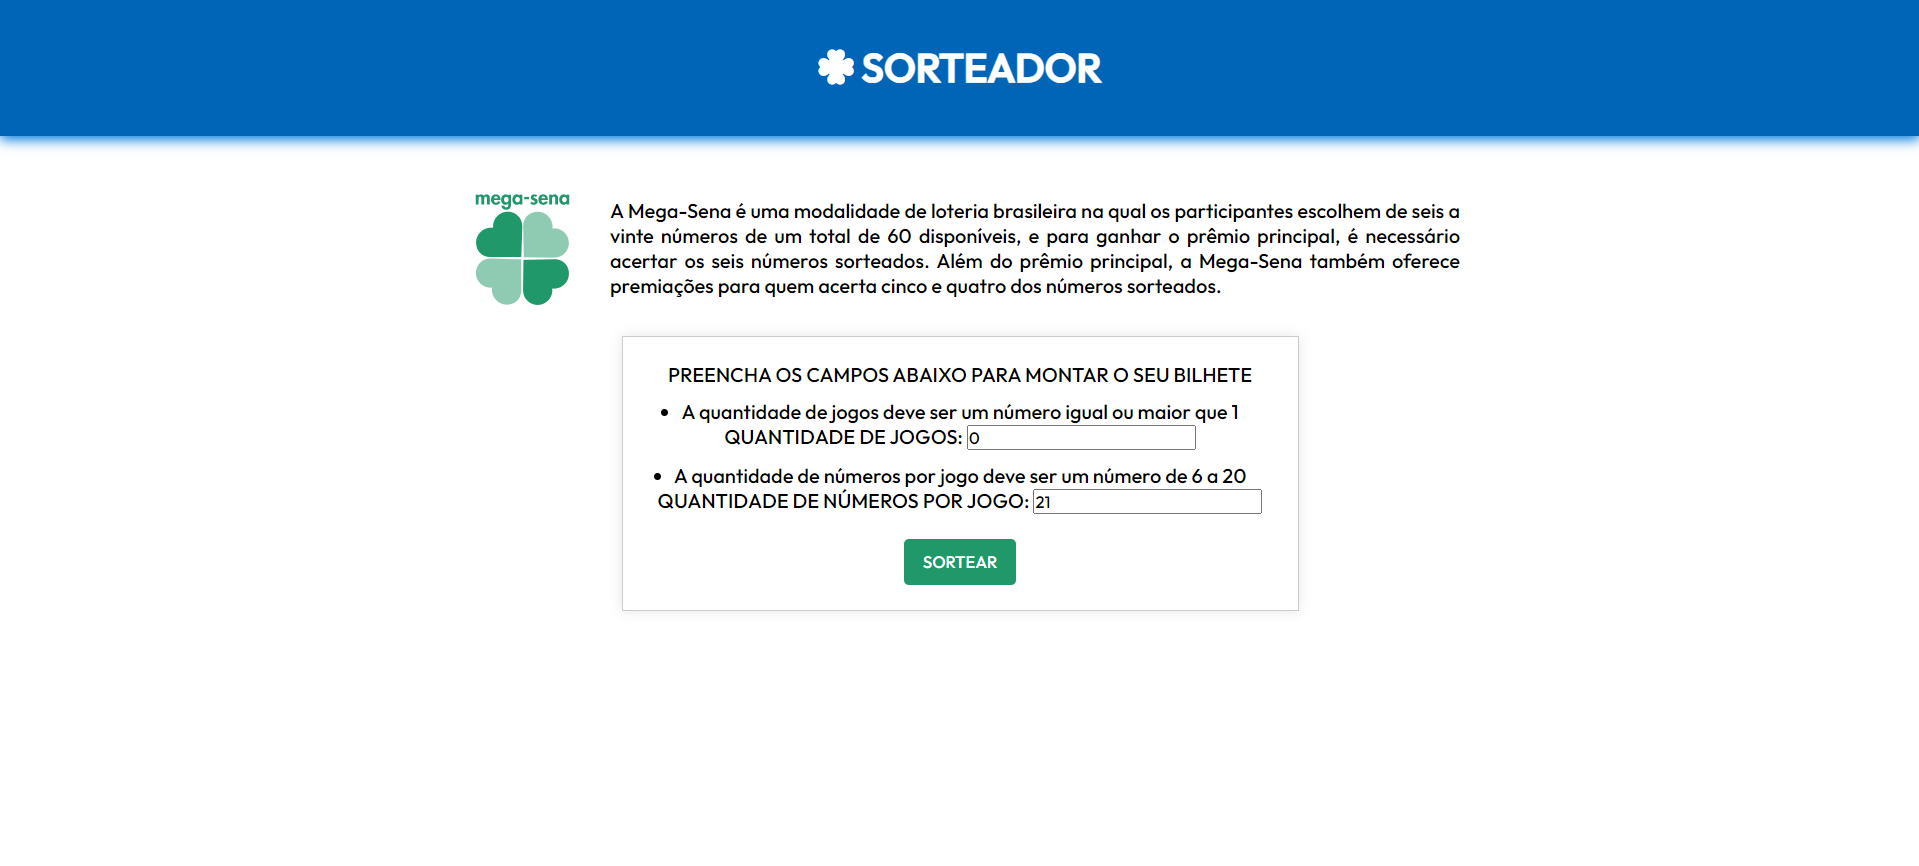 SORTEADOR
mega-sena
A Mega-Sena é uma modalidade de loteria brasileira na qual os participantes escolhem de seis a
vinte números de um total de 60 disponíveis, e para ganhar o prêmio principal, é necessário
acertar os seis números sorteados. Além do prêmio principal, a Mega-Sena também oferece
premiações para quem acerta cinco e quatro dos números sorteados.
PREENCHA OS CAMPOS ABAIXO PARA MONTAR O SEU BILHETE
• A quantidade de jogos deve ser um número igual ou maior que 1
QUANTIDADE DE JOGOS: 0
• A quantidade de números por jogo deve ser um número de 6 a 20
QUANTIDADE DE NÚMEROS POR JOGO: 21
SORTEAR